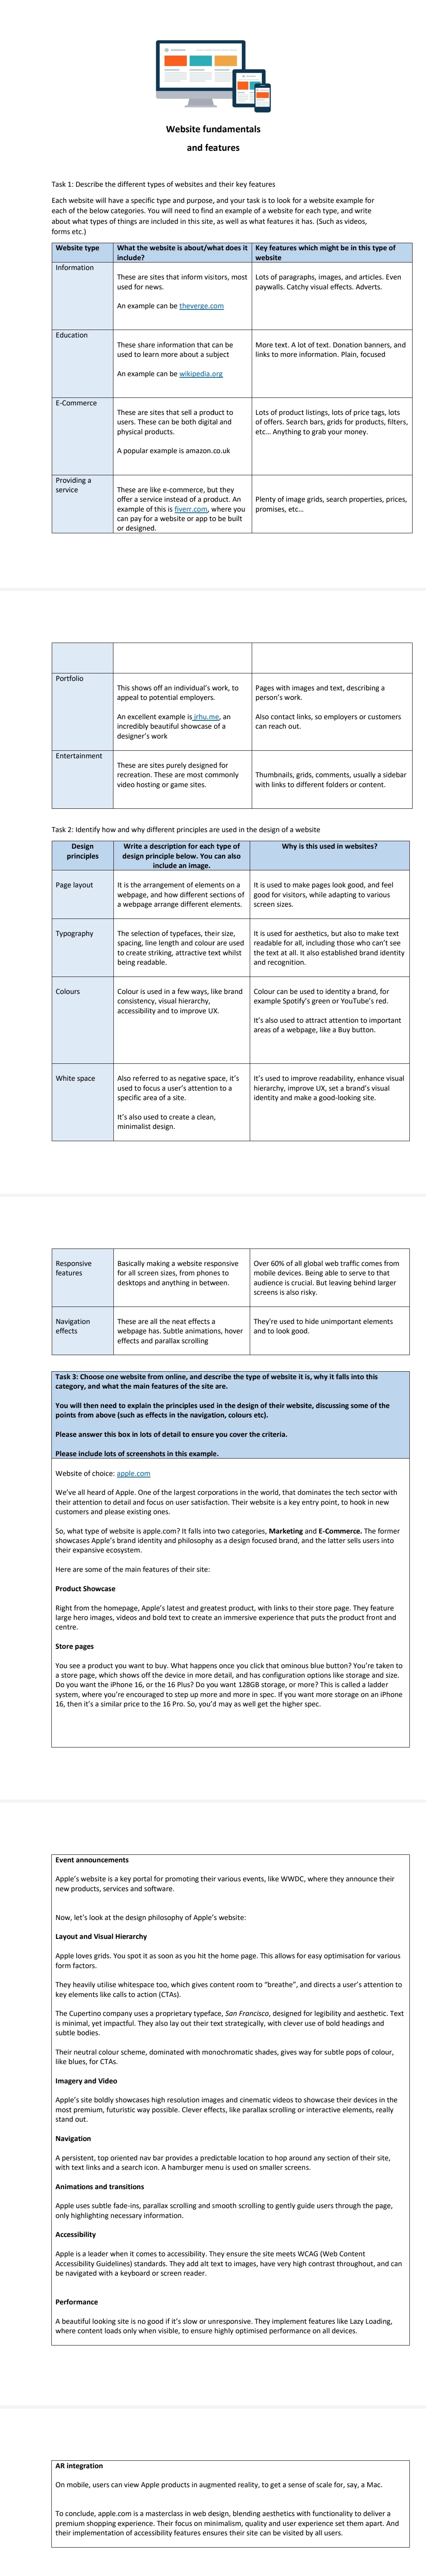 Website fundamentals
and features
Task 1: Describe the different types of websites and their key features
Each website will have a specific type and purpose, and your task is to look for a website example for
each of the below categories. You will need to find an example of a website for each type, and write
about what types of things are included in this site, as well as what features it has. (Such as videos,
forms etc.)
Website type
What the website is about/what does it
include?
Key features which might be in this type of
website
Information
These are sites that inform visitors, most
used for news.
An example can be theverge.com
Lots of paragraphs, images, and articles. Even
paywalls. Catchy visual effects. Adverts.
Education
These share information that can be
used to learn more about a subject
An example can be wikipedia.org
More text. A lot of text. Donation banners, and
links to more information. Plain, focused
E-Commerce
These are sites that sell a product to
users. These can be both digital and
physical products.
A popular example is amazon.co.uk
Lots of product listings, lots of price tags, lots
of offers. Search bars, grids for products, filters,
etc... Anything to grab your money.
Providing a
service
These are like e-commerce, but they
offer a service instead of a product. An
example of this is fiverr.com, where you
can pay for a website or app to be built
or designed.
Plenty of image grids, search properties, prices,
promises, etc...
Portfolio
This shows off an individual's work, to
appeal to potential employers.
An excellent example is jrhu.me, an
incredibly beautiful showcase of a
designer's work
Pages with images and text, describing a
person's work.
Also contact links, so employers or customers
can reach out.
Entertainment
These are sites purely designed for
recreation. These are most commonly
video hosting or game sites.
Thumbnails, grids, comments, usually a sidebar
with links to different folders or content.
Task 2: Identify how and why different principles are used in the design of a website
Design
principles
Write a description for each type of
design principle below. You can also
include an image.
Why is this used in websites?
Page layout
It is the arrangement of elements on a
webpage, and how different sections of
a webpage arrange different elements.
It is used to make pages look good, and feel
good for visitors, while adapting to various
screen sizes.
Typography
The selection of typefaces, their size,
spacing, line length and colour are used
to create striking, attractive text whilst
being readable.
It is used for aesthetics, but also to make text
readable for all, including those who can't see
the text at all. It also established brand identity
and recognition.
Colours
Colour is used in a few ways, like brand
consistency, visual hierarchy,
accessibility and to improve UX.
Colour can be used to identity a brand, for
example Spotify's green or YouTube's red.
It's also used to attract attention to important
areas of a webpage, like a Buy button.
White space
Also referred to as negative space, it's
used to focus a user's attention to a
specific area of a site.
It's also used to create a clean,
minimalist design.
It's used to improve readability, enhance visual
hierarchy, improve UX, set a brand's visual
identity and make a good-looking site.
Responsive
features
Basically making a website responsive
for all screen sizes, from phones to
desktops and anything in between.
Over 60% of all global web traffic comes from
mobile devices. Being able to serve to that
audience is crucial. But leaving behind larger
screens is also risky.
Navigation
effects
These are all the neat effects a
webpage has. Subtle animations, hover
effects and parallax scrolling
They're used to hide unimportant elements
and to look good.
Task 3: Choose one website from online, and describe the type of website it is, why it falls into this
category, and what the main features of the site are.
You will then need to explain the principles used in the design of their website, discussing some of the
points from above (such as effects in the navigation, colours etc).
Please answer this box in lots of detail to ensure you cover the criteria.
Please include lots of screenshots in this example.
Website of choice: apple.com
We've all heard of Apple. One of the largest corporations in the world, that dominates the tech sector with
their attention to detail and focus on user satisfaction. Their website is a key entry point, to hook in new
customers and please existing ones.
So, what type of website is apple.com? It falls into two categories, Marketing and E-Commerce. The former
showcases Apple's brand identity and philosophy as a design focused brand, and the latter sells users into
their expansive ecosystem.
Here are some of the main features of their site:
Product Showcase
Right from the homepage, Apple's latest and greatest product, with links to their store page. They feature
large hero images, videos and bold text to create an immersive experience that puts the product front and
centre.
Store pages
You see a product you want to buy. What happens once you click that ominous blue button? You're taken to
a store page, which shows off the device in more detail, and has configuration options like storage and size.
Do you want the iPhone 16, or the 16 Plus? Do you want 128GB storage, or more? This is called a ladder
system, where you're encouraged to step up more and more in spec. If you want more storage on an iPhone
16, then it's a similar price to the 16 Pro. So, you'd may as well get the higher spec.
Event announcements
Apple's website is a key portal for promoting their various events, like WWDC, where they announce their
new products, services and software.
Now, let's look at the design philosophy of Apple's website:
Layout and Visual Hierarchy
Apple loves grids. You spot it as soon as you hit the home page. This allows for easy optimisation for various
form factors.
They heavily utilise whitespace too, which gives content room to "breathe", and directs a user's attention to
key elements like calls to action (CTAs).
The Cupertino company uses a proprietary typeface, San Francisco, designed for legibility and aesthetic. Text
is minimal, yet impactful. They also lay out their text strategically, with clever use of bold headings and
subtle bodies.
Their neutral colour scheme, dominated with monochromatic shades, gives way for subtle pops of colour,
like blues, for CTAs.
Imagery and Video
Apple's site boldly showcases high resolution images and cinematic videos to showcase their devices in the
most premium, futuristic way possible. Clever effects, like parallax scrolling or interactive elements, really
stand out.
Navigation
A persistent, top oriented nav bar provides a predictable location to hop around any section of their site,
with text links and a search icon. A hamburger menu is used on smaller screens.
Animations and transitions
Apple uses subtle fade-ins, parallax scrolling and smooth scrolling to gently guide users through the page,
only highlighting necessary information.
Accessibility
Apple is a leader when it comes to accessibility. They ensure the site meets WCAG (Web Content
Accessibility Guidelines) standards. They add alt text to images, have very high contrast throughout, and can
be navigated with a keyboard or screen reader.
Performance
A beautiful looking site is no good if it's slow or unresponsive. They implement features like Lazy Loading,
where content loads only when visible, to ensure highly optimised performance on all devices.
AR integration
On mobile, users can view Apple products in augmented reality, to get a sense of scale for, say, a Mac.
To conclude, apple.com is a masterclass in web design, blending aesthetics with functionality to deliver a
premium shopping experience. Their focus on minimalism, quality and user experience set them apart. And
their implementation of accessibility features ensures their site can be visited by all users.